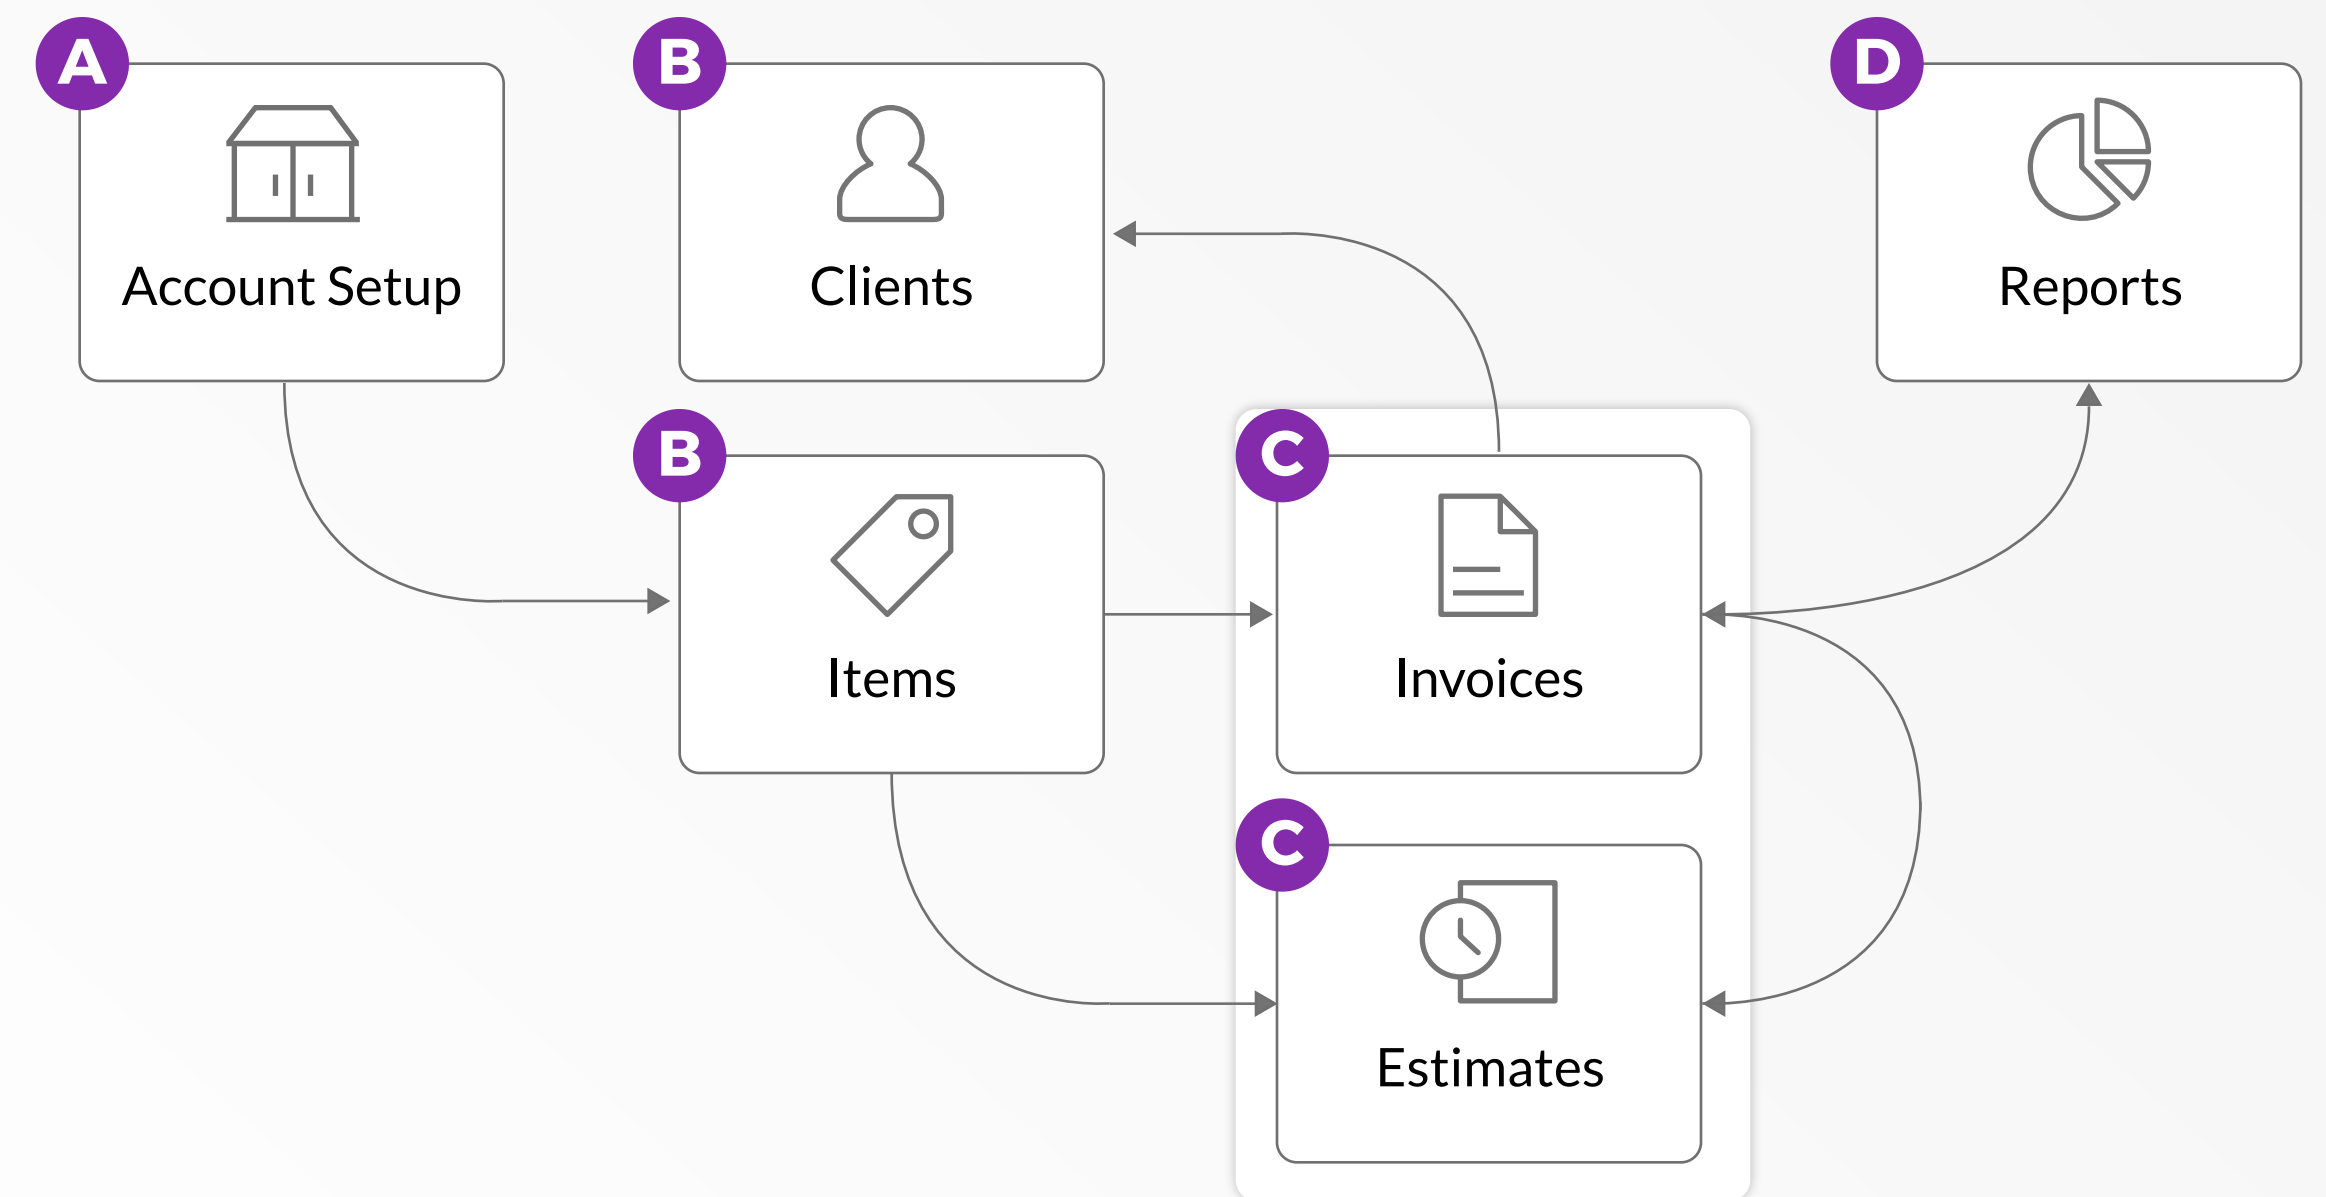 A
Account Setup
B
Clients
D
Reports
B
Items
C
Invoices
C
Estimates